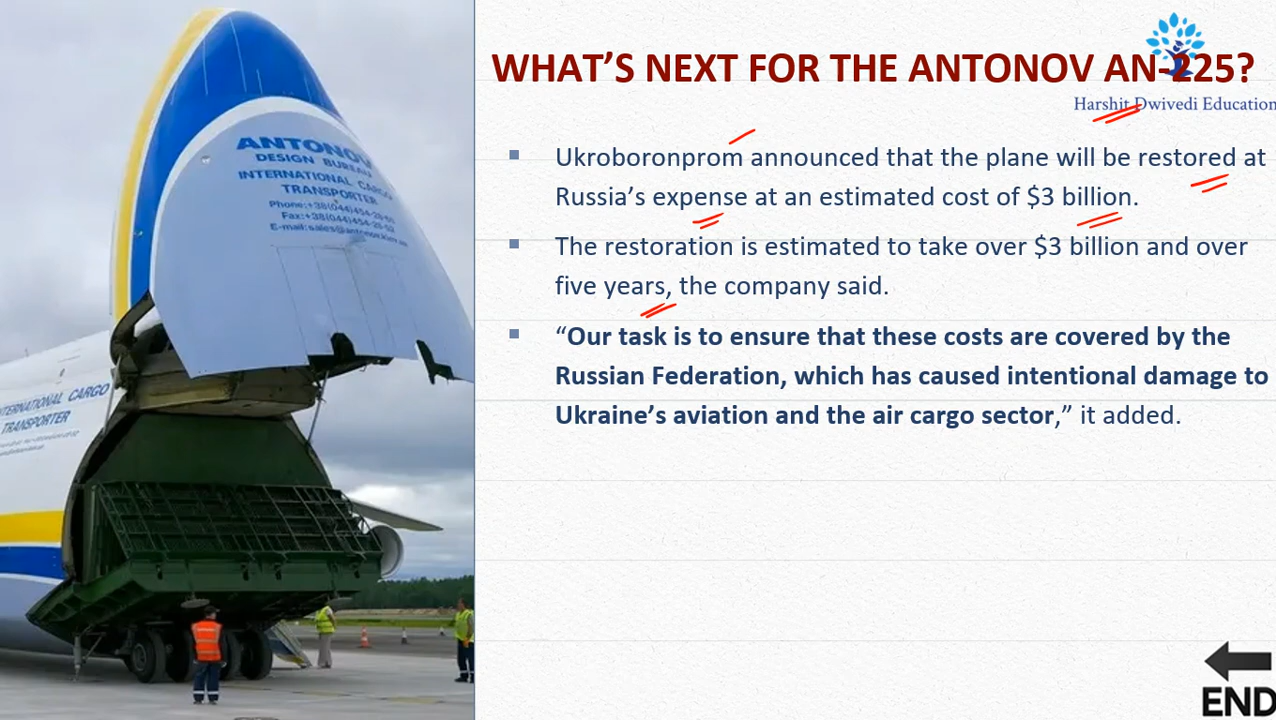 WHAT'S NEXT FOR THE ANTONOV AN-225?
Harshit Dwivedi Education
▪ Ukroboronprom announced that the plane will be restored at
Russia's expense at an estimated cost of $3 billion.
▪ The restoration is estimated to take over $3 billion and over
five years, the company said.
▪ “Our task is to ensure that these costs are covered by the
Russian Federation, which has caused intentional damage to
Ukraine's aviation and the air cargo sector,” it added.
END
ANTONOV
DESIGN BUREAU
INTERNATIONAL CARGO
TRANSPORTER
INTERNATIONAL CARGO
TRANSPORTER